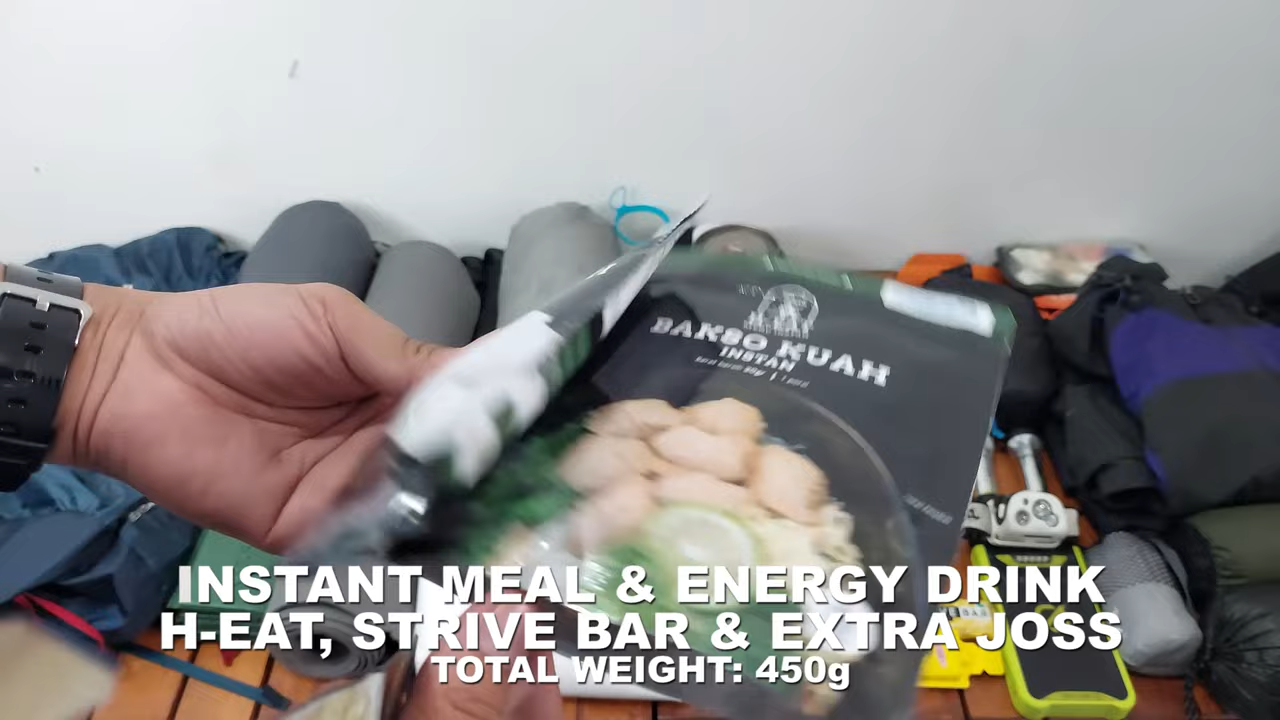 BAKSO KUAH
INSTAN
INSTANT MEAL & ENERGY DRINK
H-EAT, STRIVE BAR & EXTRA JOSS
TOTAL WEIGHT: 450g